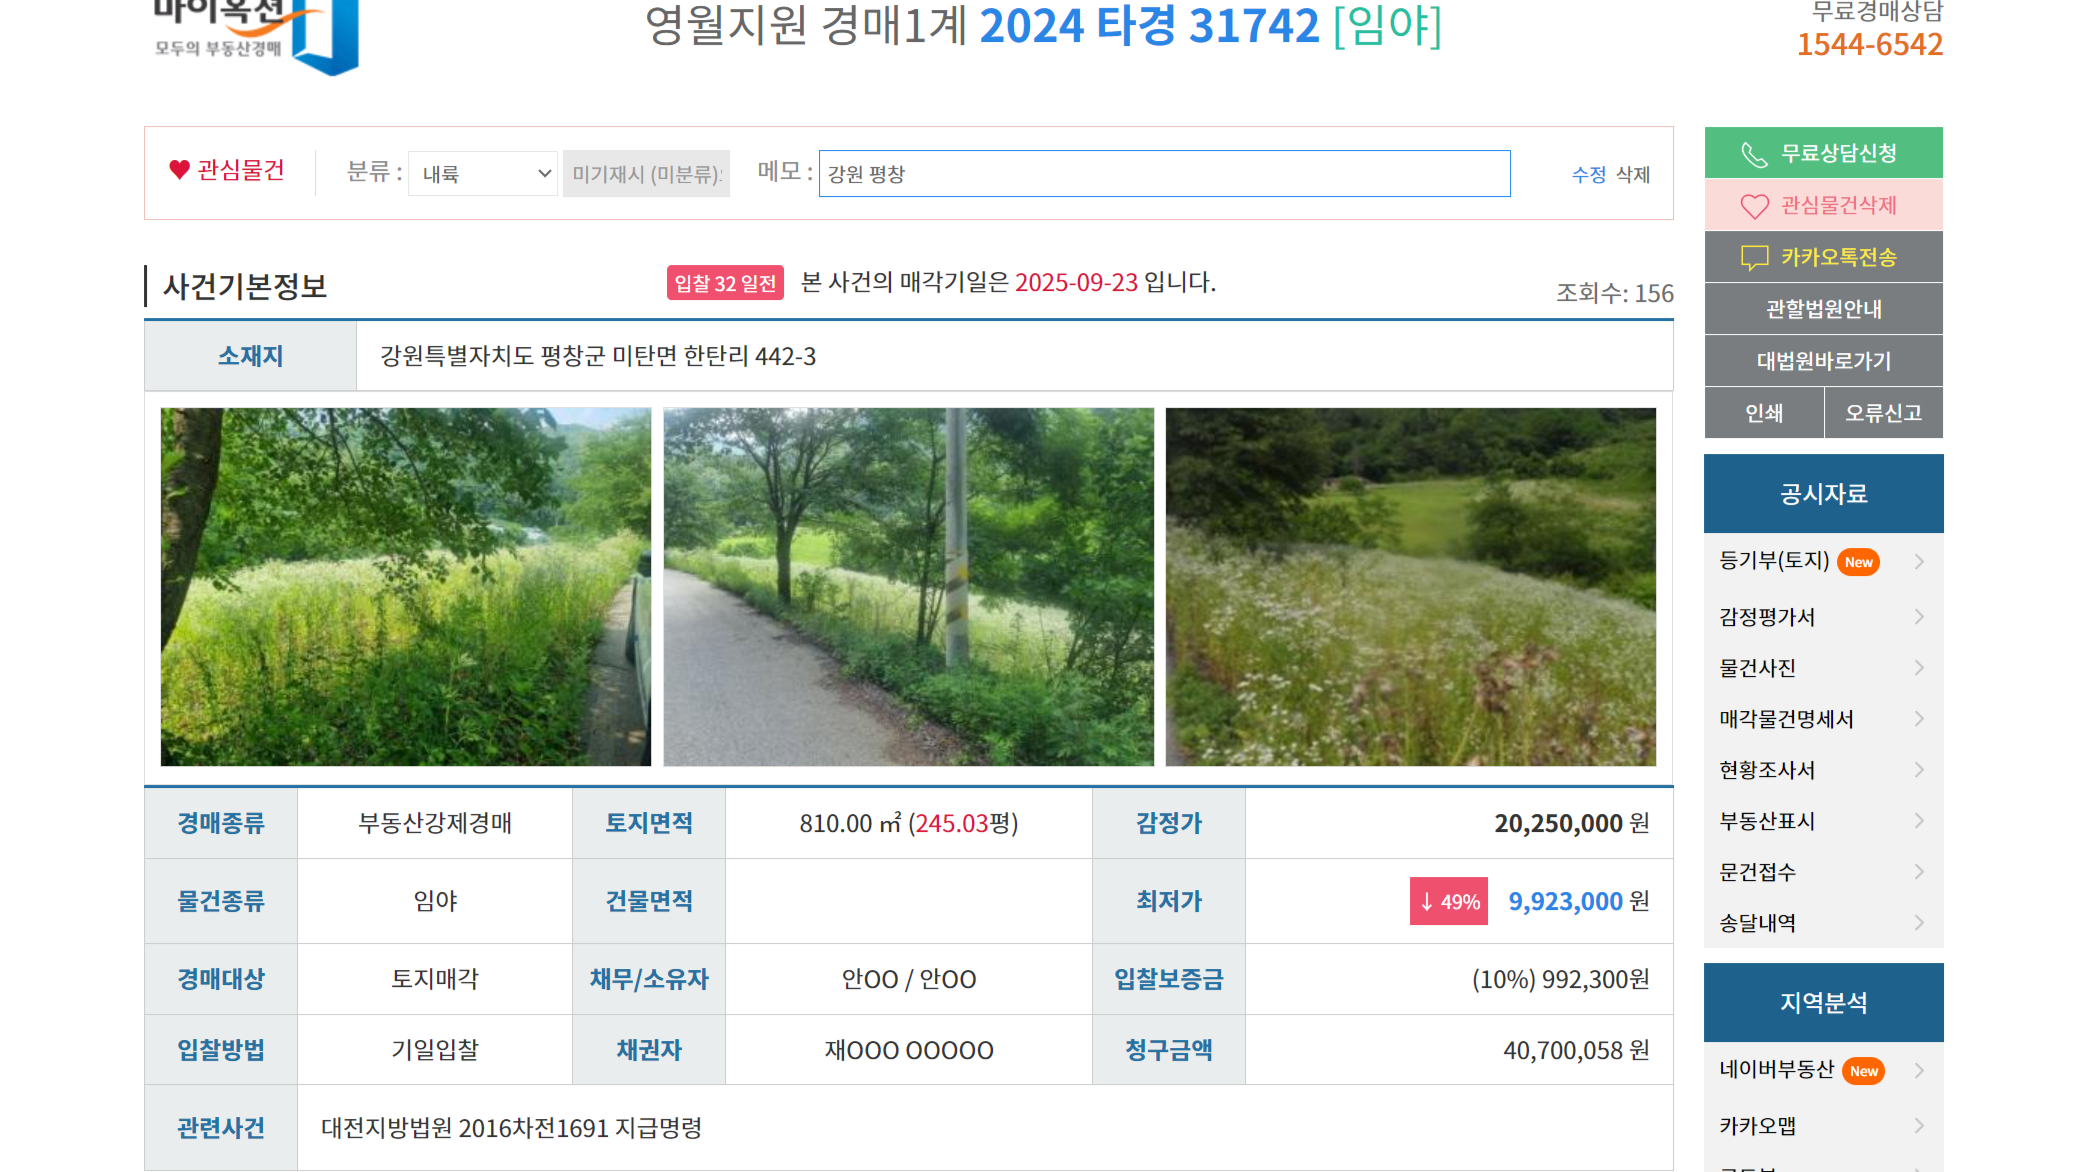 마이옥션
모두의 부동산경매
영월지원 경매1계 2024 타경 31742 [임야]
무료경매상담
1544-6542
관심물건
분류 :
내륙
미기재시 (미분류)
메모 :
강원 평창
수정 삭제
사건기본정보
입찰 32 일전
본 사건의 매각기일은 2025-09-23 입니다.
조회수: 156
소재지
강원특별자치도 평창군 미탄면 한탄리 442-3
경매종류
부동산강제경매
토지면적
810.00 ㎡ (245.03평)
감정가
20,250,000 원
물건종류
임야
건물면적
최저가
↓ 49%
9,923,000 원
경매대상
토지매각
채무/소유자
안OO / 안OO
입찰보증금
(10%) 992,300원
입찰방법
기일입찰
채권자
재OOO OOOOO
청구금액
40,700,058 원
관련사건
대전지방법원 2016차전1691 지급명령
무료상담신청
관심물건삭제
카카오톡전송
관할법원안내
대법원바로가기
인쇄
오류신고
공시자료
등기부(토지) New
감정평가서
물건사진
매각물건명세서
현황조사서
부동산표시
문건접수
송달내역
지역분석
네이버부동산 New
카카오맵